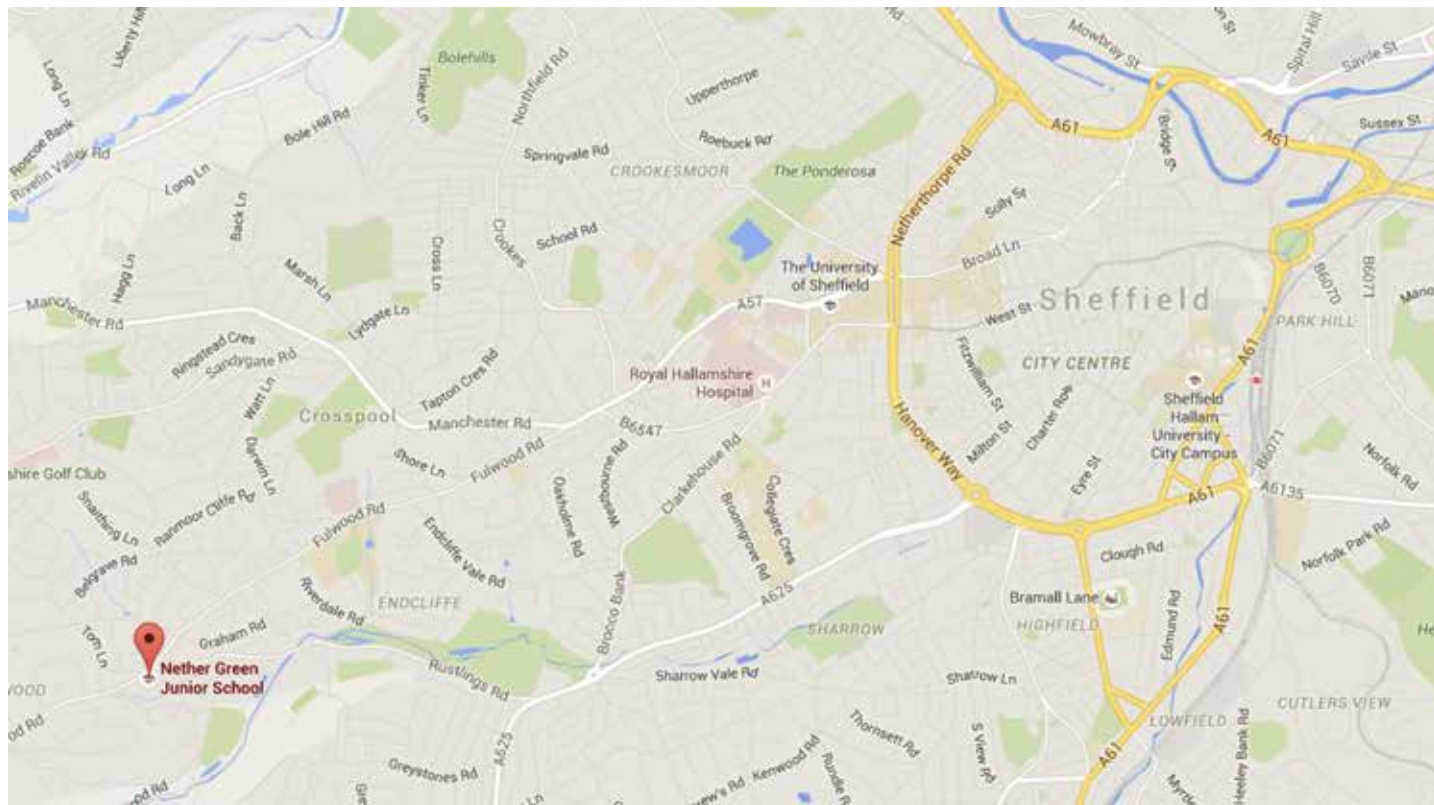 Liberty Hill
Long Ln
Roscoe Bank
Rivelin Valley Rd
Bolehills
Tinker Ln
Northfield Rd
Upperthorpe
Mowbray St
Spital Hill
Savile St
Bole Hill Rd
Long Ln
Springvale Rd
Roebuck Rd
A61
Bridge St
A61
Sussex St
CROOKESMOOR
The Ponderosa
Netherthorpe Rd
Solly St
Back Ln
Cross Ln
Crookes
School Rd
Broad Ln
Hagg Ln
Marsh Ln
The University
of Sheffield
B6070
B6071
Manchester Rd
Lydgate Ln
A57
West St
Sheffield
PARK HILL
Ringstead Cres
Sandygate Rd
Fitzwilliam St
CITY CENTRE
A61
Watt Ln
Tapton Cres Rd
Royal Hallamshire
Hospital
H
Crosspool
Manchester Rd
B6547
Hanover Way
Milton St
Charter Row
Sheffield
Hallam
University
City Campus
B6071
Darwin Ln
Shore Ln
Fulwood Rd
Westbourne Rd
Clarkehouse Rd
Eyre St
Norfolk Rd
shire Golf Club
Snaithing Ln
Ranmoor Cliffe Rd
Fulwood Rd
Oakholme Rd
Collegiate Cres
Broomgrove Rd
A61
A6135
Endcliffe Vale Rd
Clough Rd
Norfolk Park Rd
Belgrave Rd
Riverdale Rd
ENDCLIFFE
Brocco Bank
A625
Bramall Lane
Edmund Rd
Tom Ln
Graham Rd
SHARROW
HIGHFIELD
A61
Nether Green
Junior School
Rustlings Rd
Sharrow Vale Rd
Sharrow Ln
WOOD
od Rd
A625
Thornsett Rd
S View Rd
LOWFIELD
CUTLERS VIEW
Greystones Rd
Kenwood Rd
Rundle
A61
Heeley Bank Rd